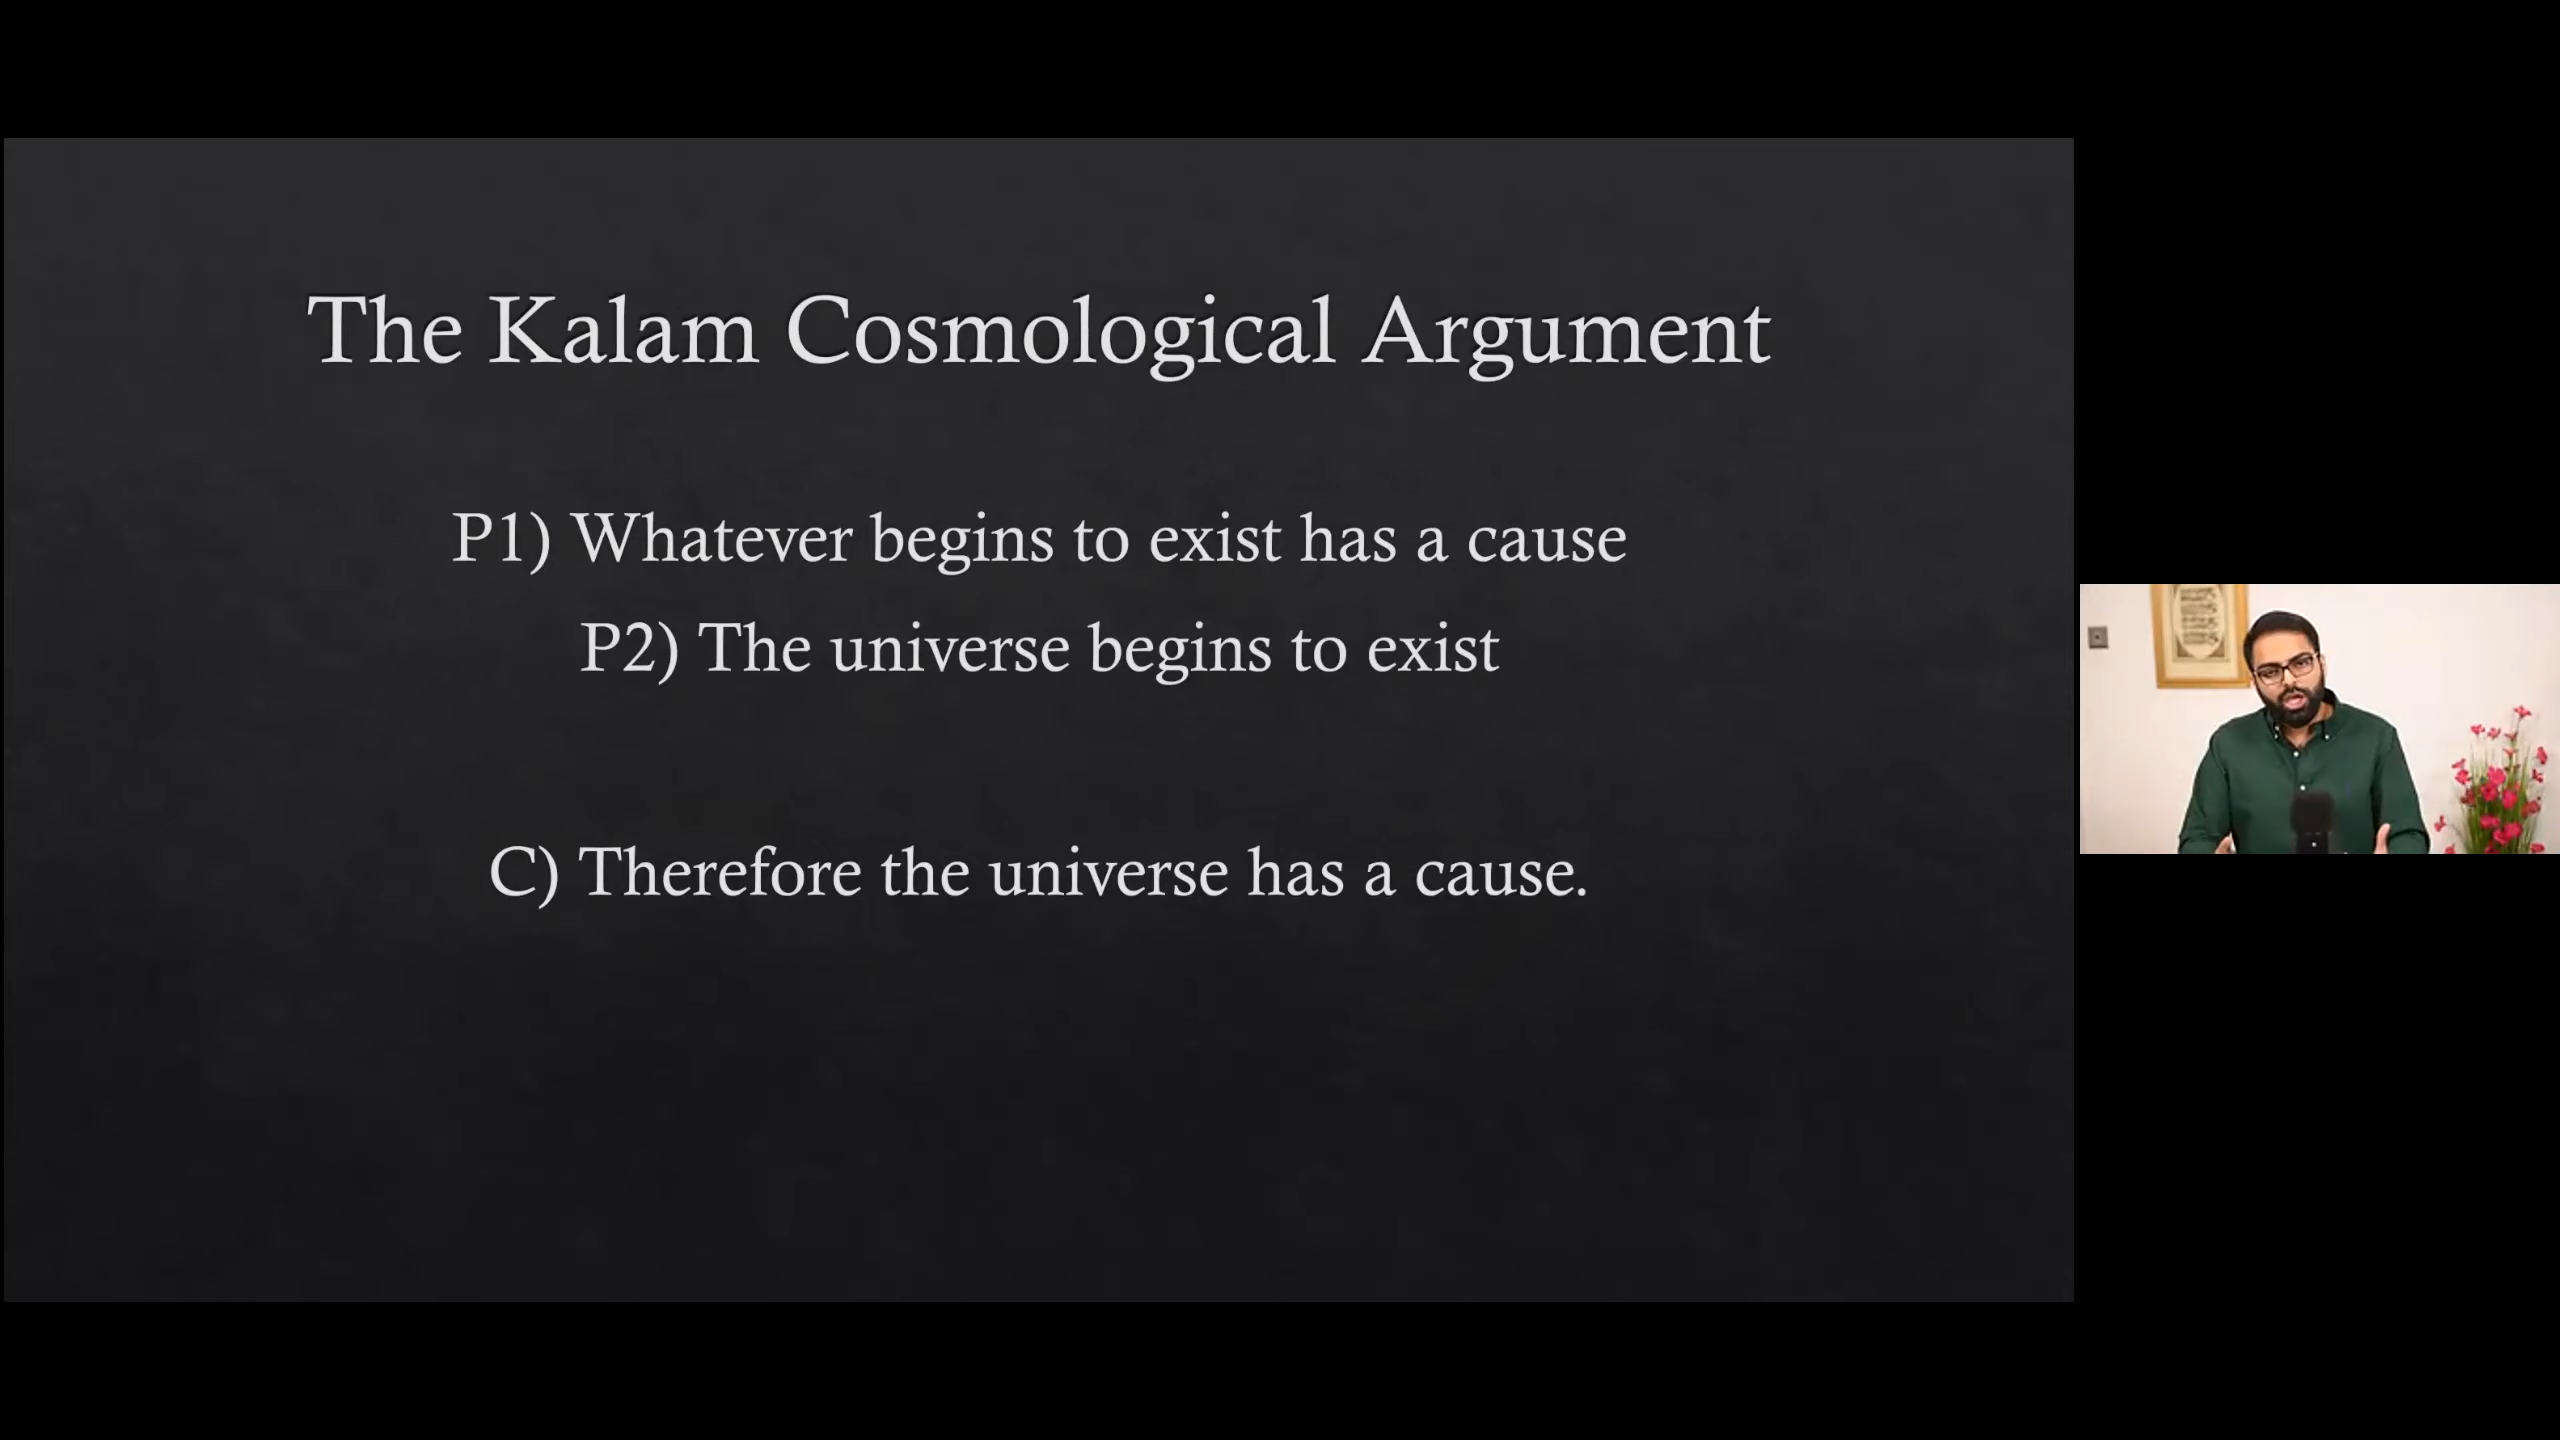 The Kalam Cosmological Argument
P1) Whatever begins to exist has a cause
P2) The universe begins to exist
C) Therefore the universe has a cause.